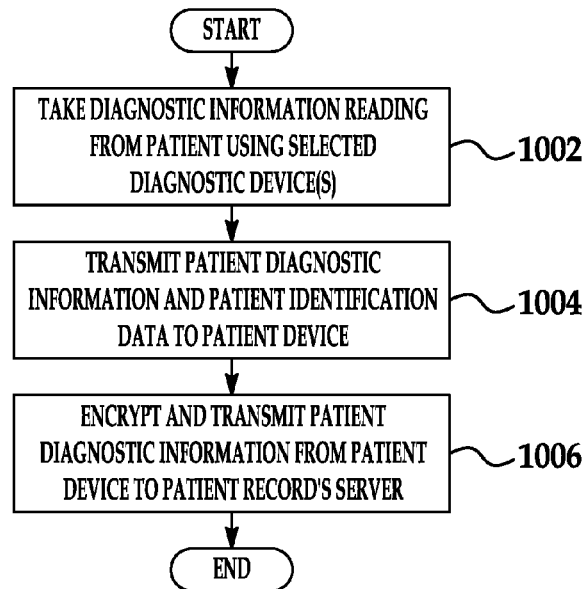 START
TAKE DIAGNOSTIC INFORMATION READING
FROM PATIENT USING SELECTED
DIAGNOSTIC DEVICE(S)
1002
TRANSMIT PATIENT DIAGNOSTIC
INFORMATION AND PATIENT IDENTIFICATION
DATA TO PATIENT DEVICE
1004
ENCRYPT AND TRANSMIT PATIENT
DIAGNOSTIC INFORMATION FROM PATIENT
DEVICE TO PATIENT RECORD'S SERVER
1006
END